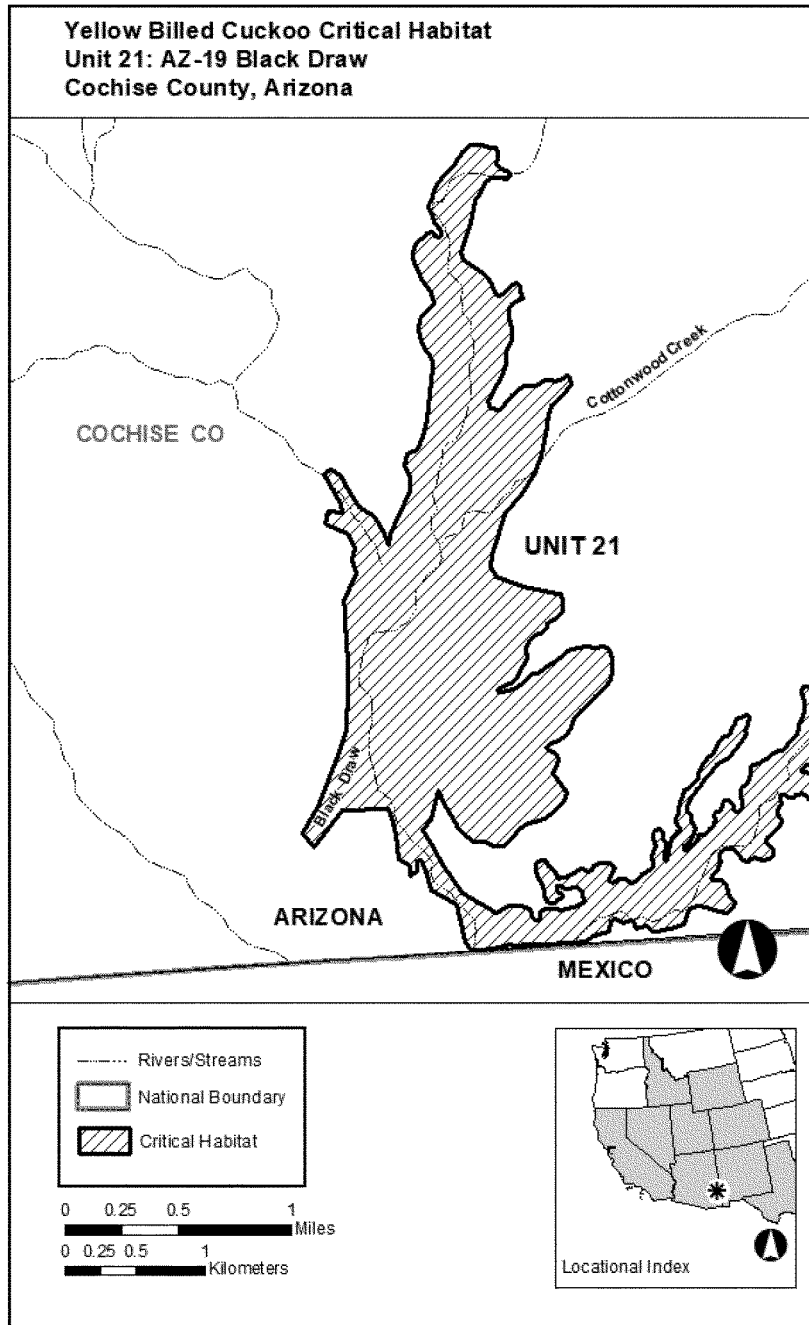 Yellow Billed Cuckoo Critical Habitat
Unit 21: AZ-19 Black Draw
Cochise County, Arizona
Cottonwood Creek
COCHISE CO
UNIT 21
Black Draw
ARIZONA
MEXICO
Rivers/Streams
National Boundary
Critical Habitat
0 0.25 0.5 1
Miles
0 0.25 0.5 1
Kilometers
Locational Index